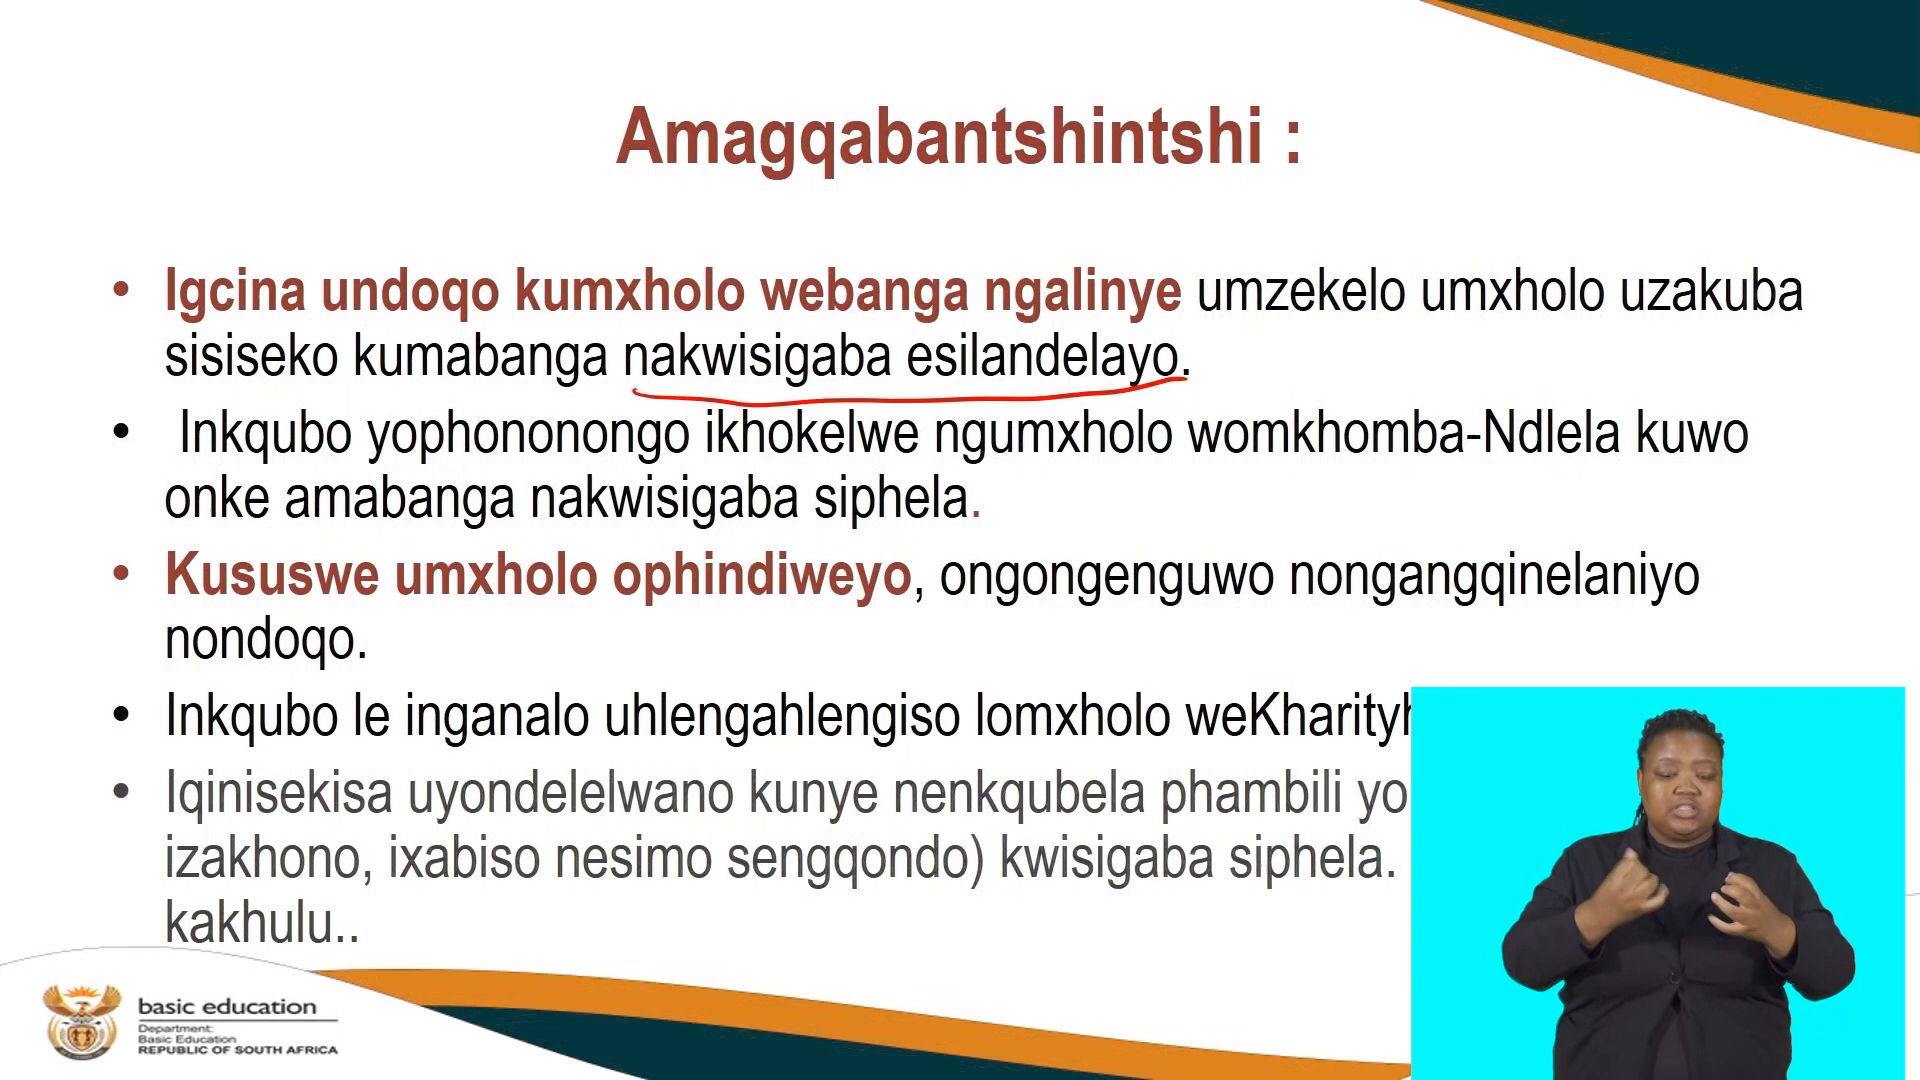 Amagqabantshintshi :
• Igcina undoqo kumxholo webanga ngalinye umzekelo umxholo uzakuba
sisiseko kumabanga nakwisigaba esilandelayo.
• Inkqubo yophononongo ikhokelwe ngumxholo womkhomba-Ndlela kuwo
onke amabanga nakwisigaba siphela.
• Kususwe umxholo ophindiweyo, ongongenguwo nongangqinelaniyo
nondoqo.
• Inkqubo le inganalo uhlengahlengiso lomxholo
• Iqinisekisa uyondelelwano kunye nenkqubela phambili yo
izakhono, ixabiso nesimo sengqondo) kwisigaba siphela.
kakhulu..
basic education
Department:
Basic Education
REPUBLIC OF SOUTH AFRICA